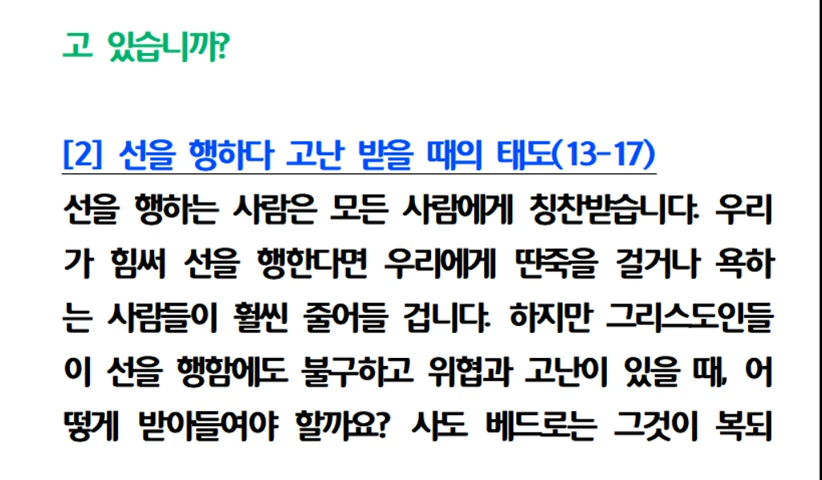 고 있습니까?
[2] 선을 행하다 고난 받을 때의 태도(13-17)
선을 행하는 사람은 모든 사람에게 칭찬받습니다. 우리
가 힘써 선을 행한다면 우리에게 딴죽을 걸거나 욕하
는 사람들이 훨씬 줄어들 겁니다. 하지만 그리스도인들
이 선을 행함에도 불구하고 위협과 고난이 있을 때, 어
떻게 받아들여야 할까요? 사도 베드로는 그것이 복되